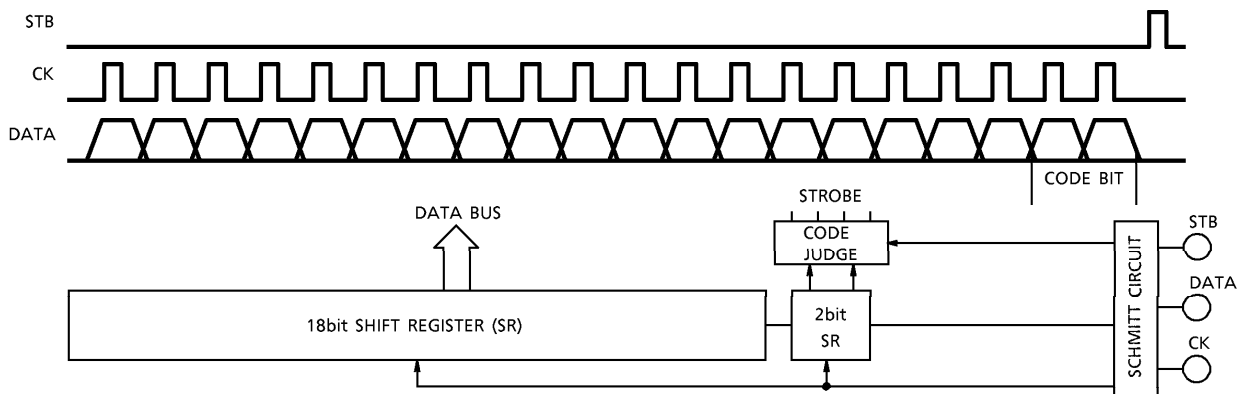 STB
CK
DATA
CODE BIT
DATA BUS
STROBE
CODE
JUDGE
18bit SHIFT REGISTER (SR)
2bit
SR
SCHMITT CIRCUIT
STB
DATA
CK